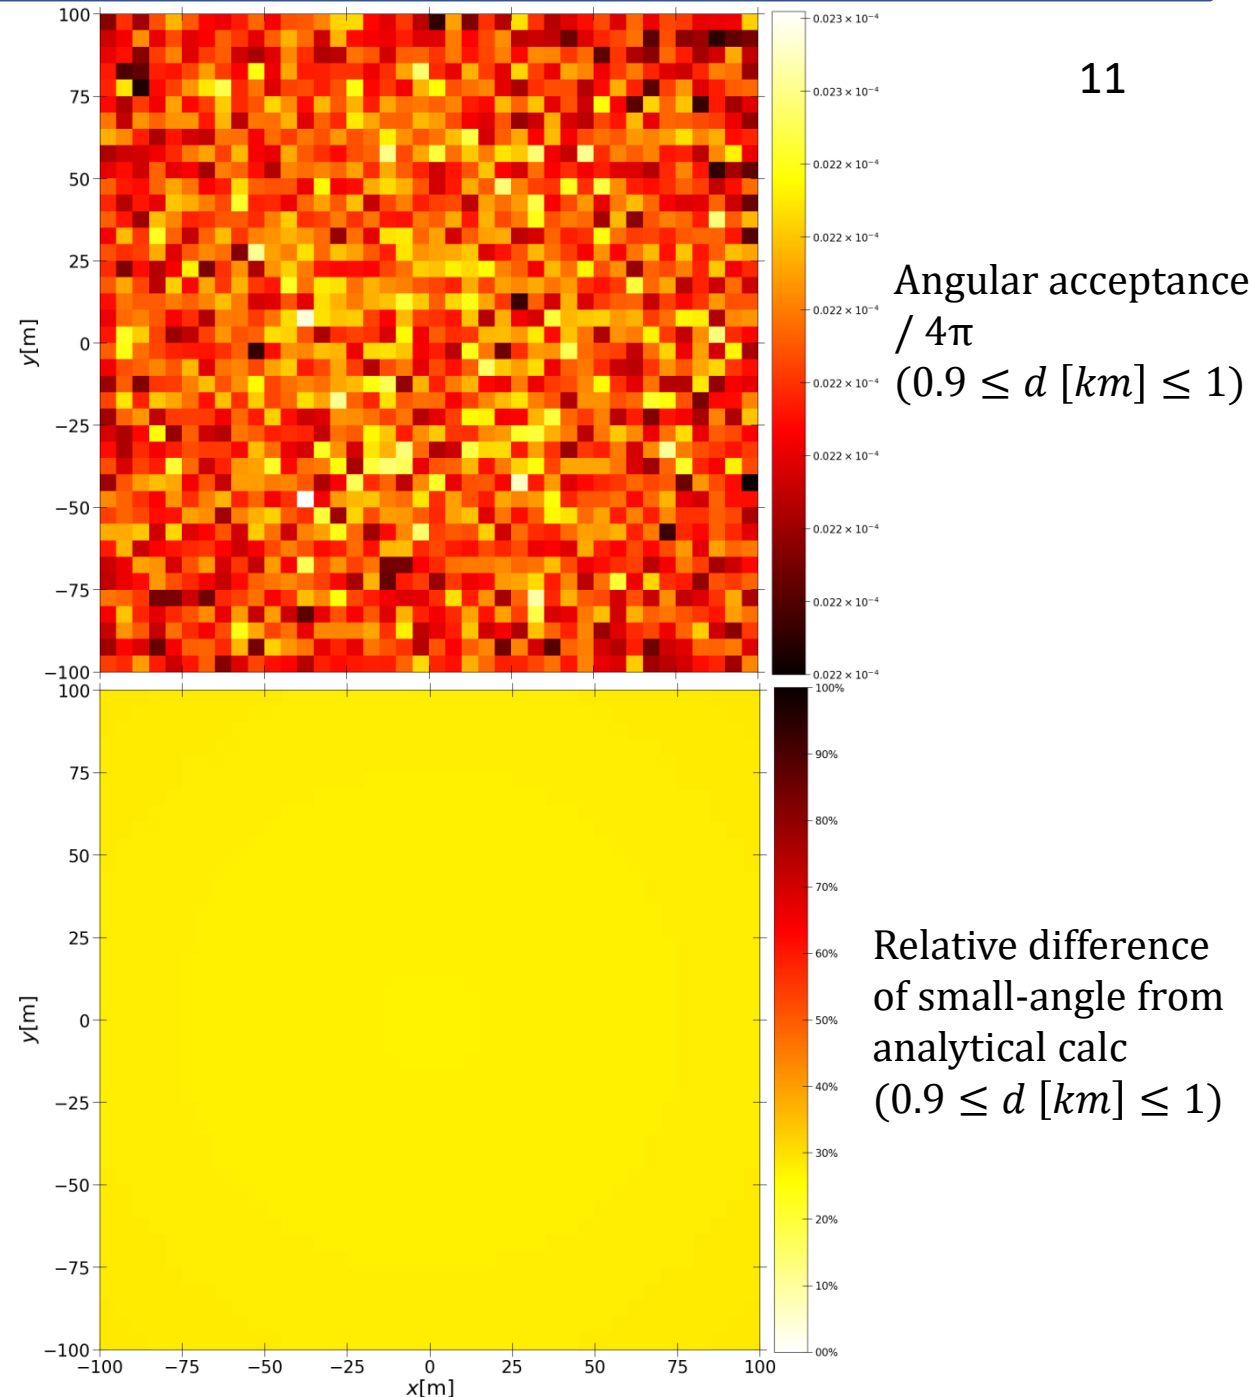 11
100
75
50
25
0
−25
−50
−75
−100
y[m]
0.023 × 10⁻⁴
0.023 × 10⁻⁴
0.022 × 10⁻⁴
0.022 × 10⁻⁴
0.022 × 10⁻⁴
0.022 × 10⁻⁴
0.022 × 10⁻⁴
0.022 × 10⁻⁴
0.022 × 10⁻⁴
0.022 × 10⁻⁴
Angular acceptance
/ 4π
(0.9 ≤ d [km] ≤ 1)
100
75
50
25
0
−25
−50
−75
−100
y[m]
−100 −75 −50 −25 0 25 50 75 100
x[m]
100%
90%
80%
70%
60%
50%
40%
30%
20%
10%
00%
Relative difference
of small-angle from
analytical calc
(0.9 ≤ d [km] ≤ 1)